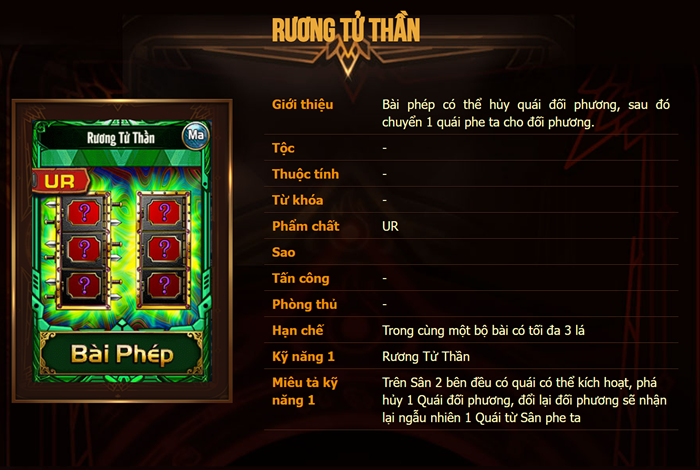 RƯƠNG TỬ THẦN
Rương Tử Thần
Ma
UR
?
?
?
?
?
?
Bài Phép
Giới thiệu Bài phép có thể hủy quái đối phương, sau đó
chuyển 1 quái phe ta cho đối phương.
Tộc -
Thuộc tính -
Từ khóa -
Phẩm chất UR
Sao
Tấn công -
Phòng thủ -
Hạn chế Trong cùng một bộ bài có tối đa 3 lá
Kỹ năng 1 Rương Tử Thần
Miêu tả kỹ Trên Sân 2 bên đều có quái có thể kích hoạt, phá
năng 1 hủy 1 Quái đối phương, đổi lại đối phương sẽ nhận
lại ngẫu nhiên 1 Quái từ Sân phe ta